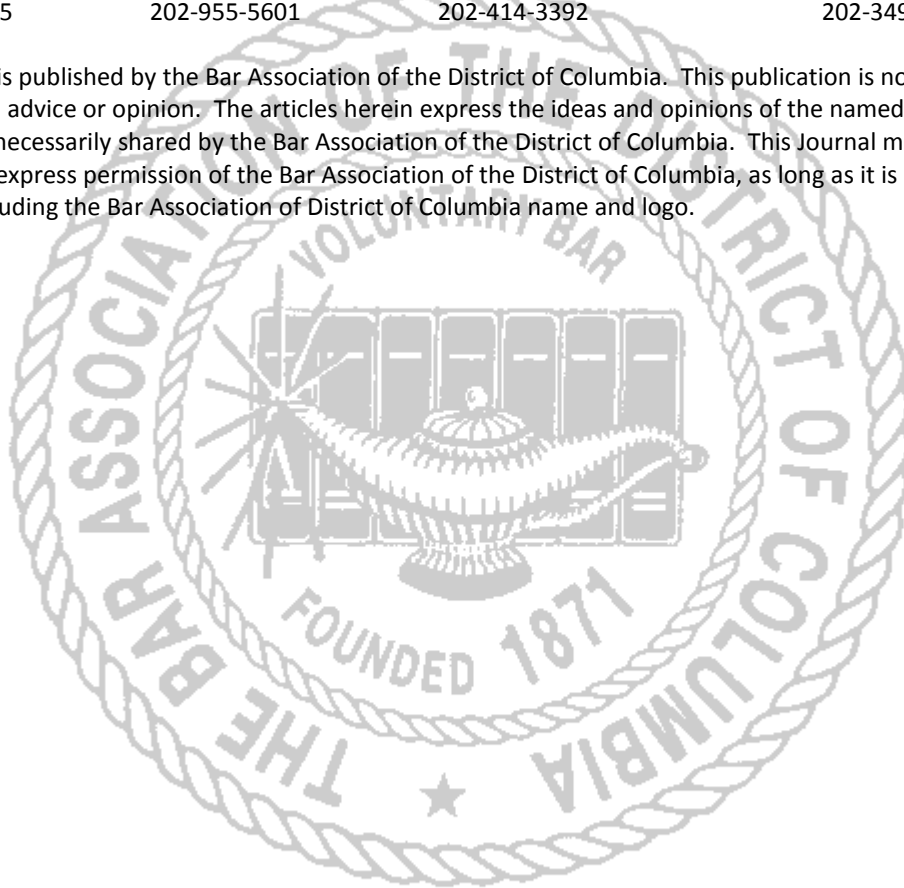 5 202-955-5601 202-414-3392 202-349
is published by the Bar Association of the District of Columbia. This publication is no
advice or opinion. The articles herein express the ideas and opinions of the named
necessarily shared by the Bar Association of the District of Columbia. This Journal m
express permission of the Bar Association of the District of Columbia, as long as it is
uding the Bar Association of District of Columbia name and logo.
THE BAR ASSOCIATION OF THE DISTRICT OF COLUMBIA
VOLUNTARY BAR
FOUNDED 1871